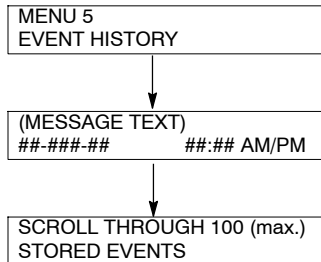 MENU 5
EVENT HISTORY
(MESSAGE TEXT)
##-###-## ##:## AM/PM
SCROLL THROUGH 100 (max.)
STORED EVENTS